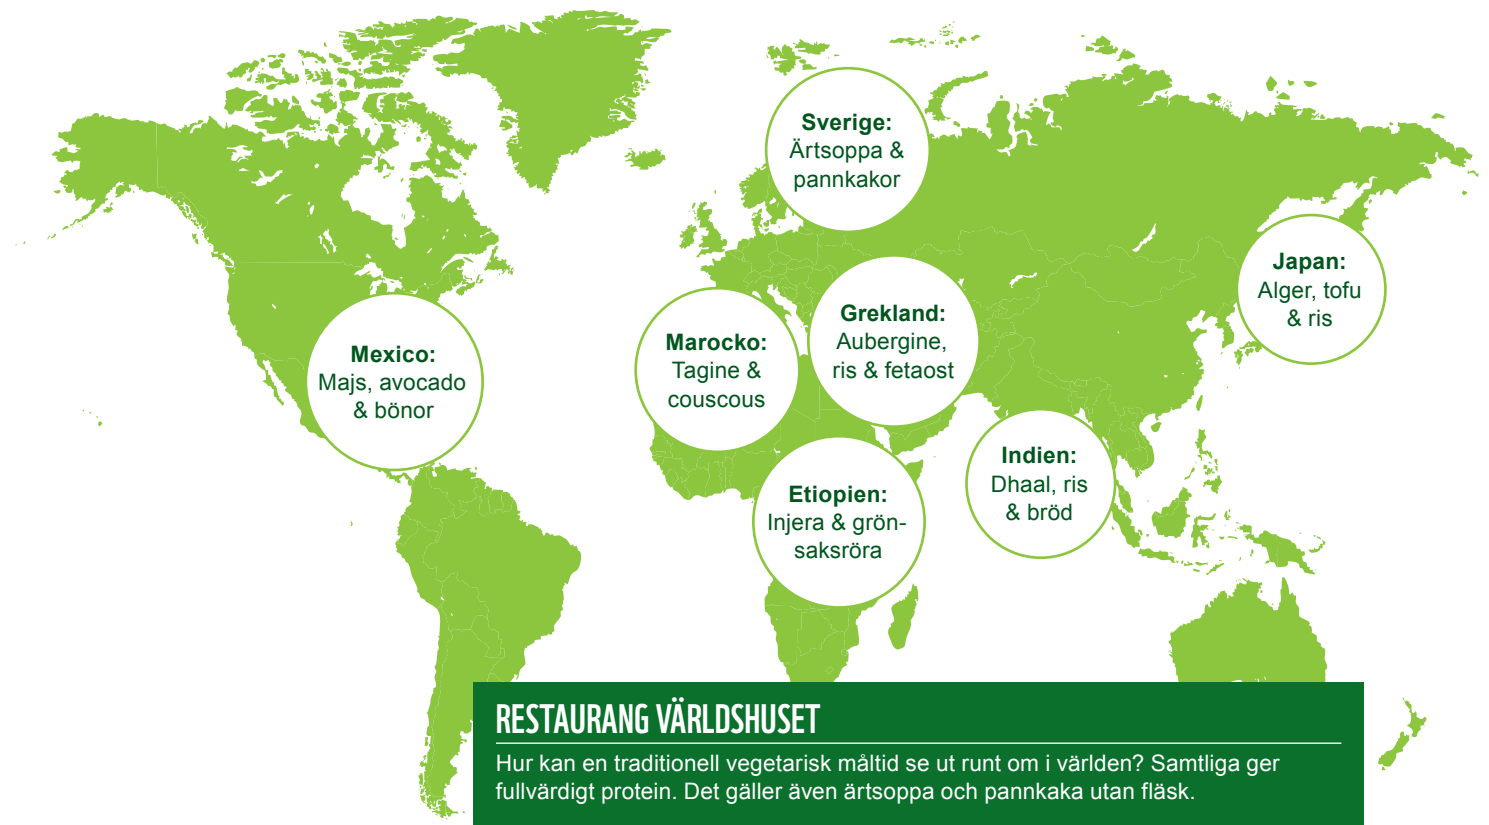 Sverige:
Ärtsoppa &
pannkakor
Japan:
Alger, tofu
& ris
Grekland:
Aubergine,
ris & fetaost
Marocko:
Tagine &
couscous
Mexico:
Majs, avocado
& bönor
Indien:
Dhaal, ris
& bröd
Etiopien:
Injera & grön-
saksröra
RESTAURANG VÄRLDSHUSET
Hur kan en traditionell vegetarisk måltid se ut runt om i världen? Samtliga ger
fullvärdigt protein. Det gäller även ärtsoppa och pannkaka utan fläsk.